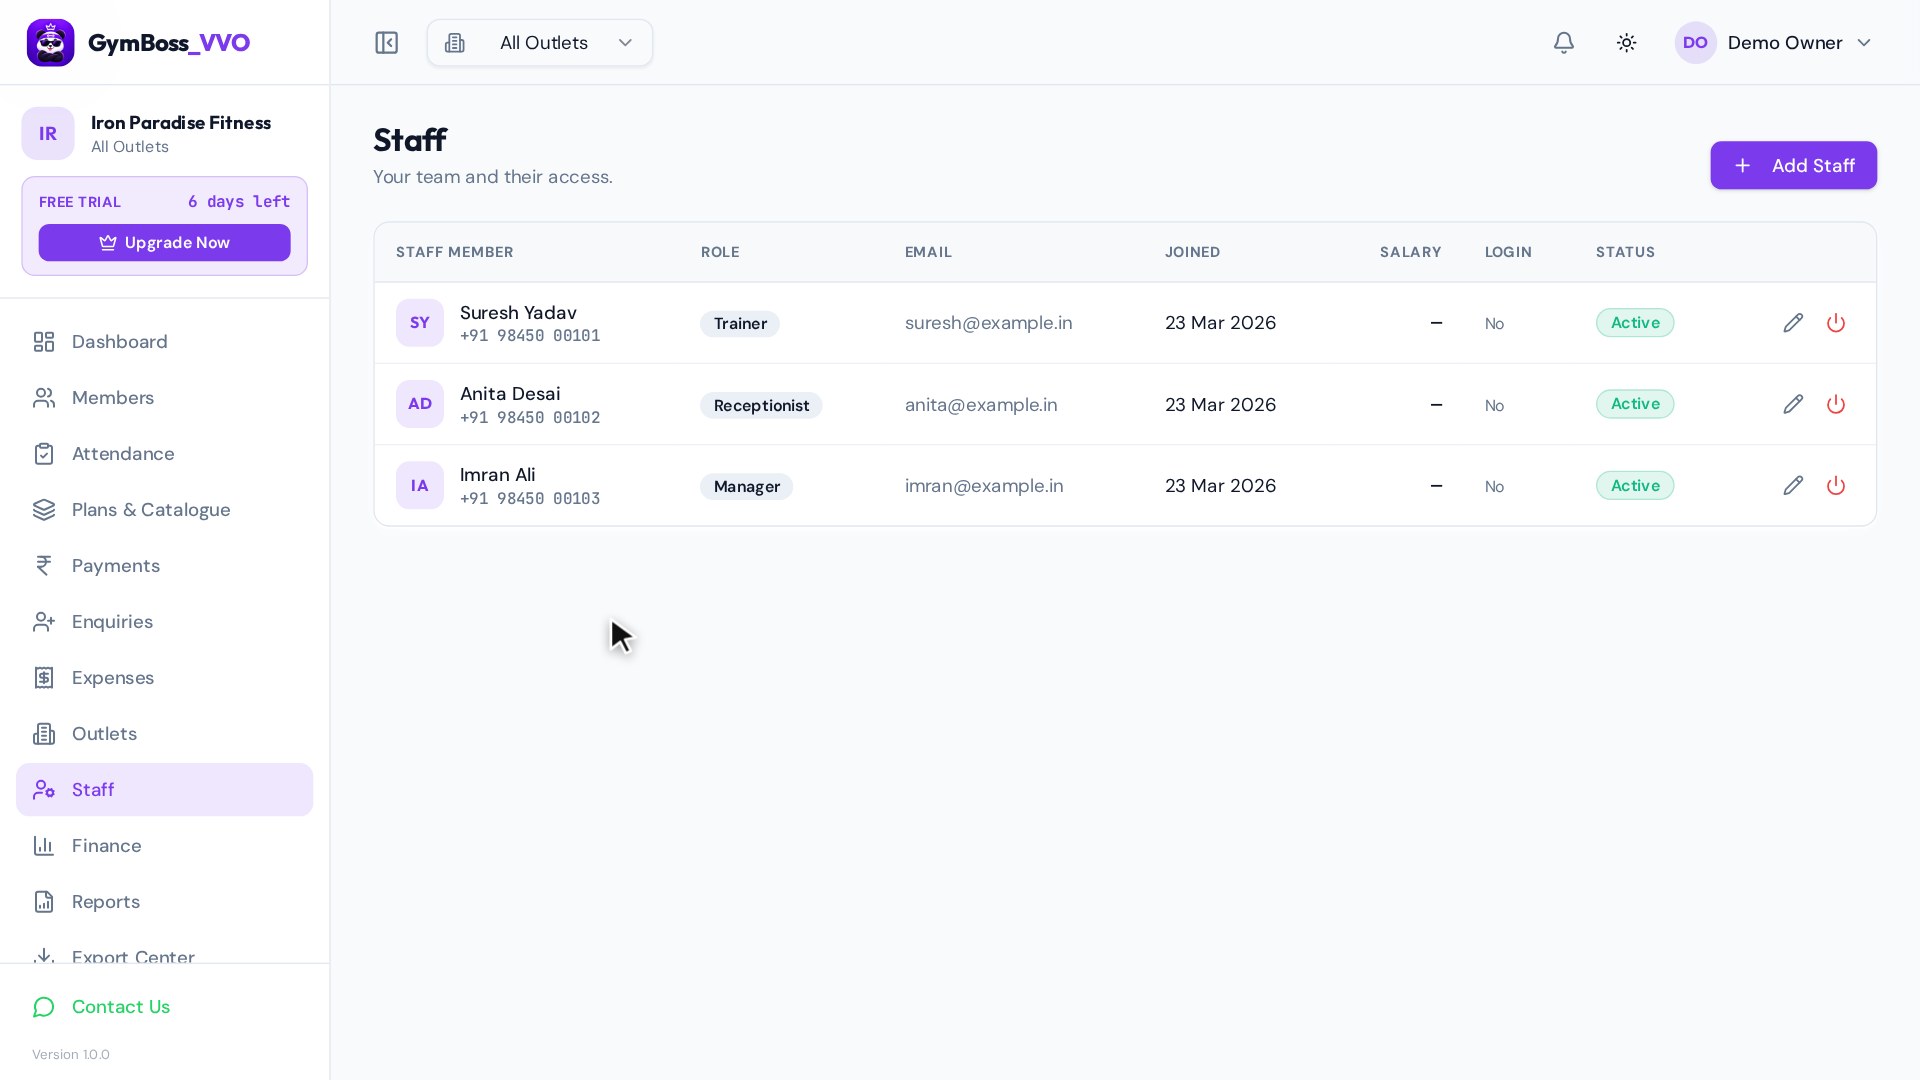 GymBoss_VVO
All Outlets
DO Demo Owner
IR
Iron Paradise Fitness
All Outlets
FREE TRIAL 6 days left
Upgrade Now
Dashboard
Members
Attendance
Plans & Catalogue
Payments
Enquiries
Expenses
Outlets
Staff
Finance
Reports
Export Center
Contact Us
Version 1.0.0
Staff
Your team and their access.
+ Add Staff
STAFF MEMBER ROLE EMAIL JOINED SALARY LOGIN STATUS
SY Suresh Yadav Trainer suresh@example.in 23 Mar 2026 – No Active
+91 98450 00101
AD Anita Desai Receptionist anita@example.in 23 Mar 2026 – No Active
+91 98450 00102
IA Imran Ali Manager imran@example.in 23 Mar 2026 – No Active
+91 98450 00103